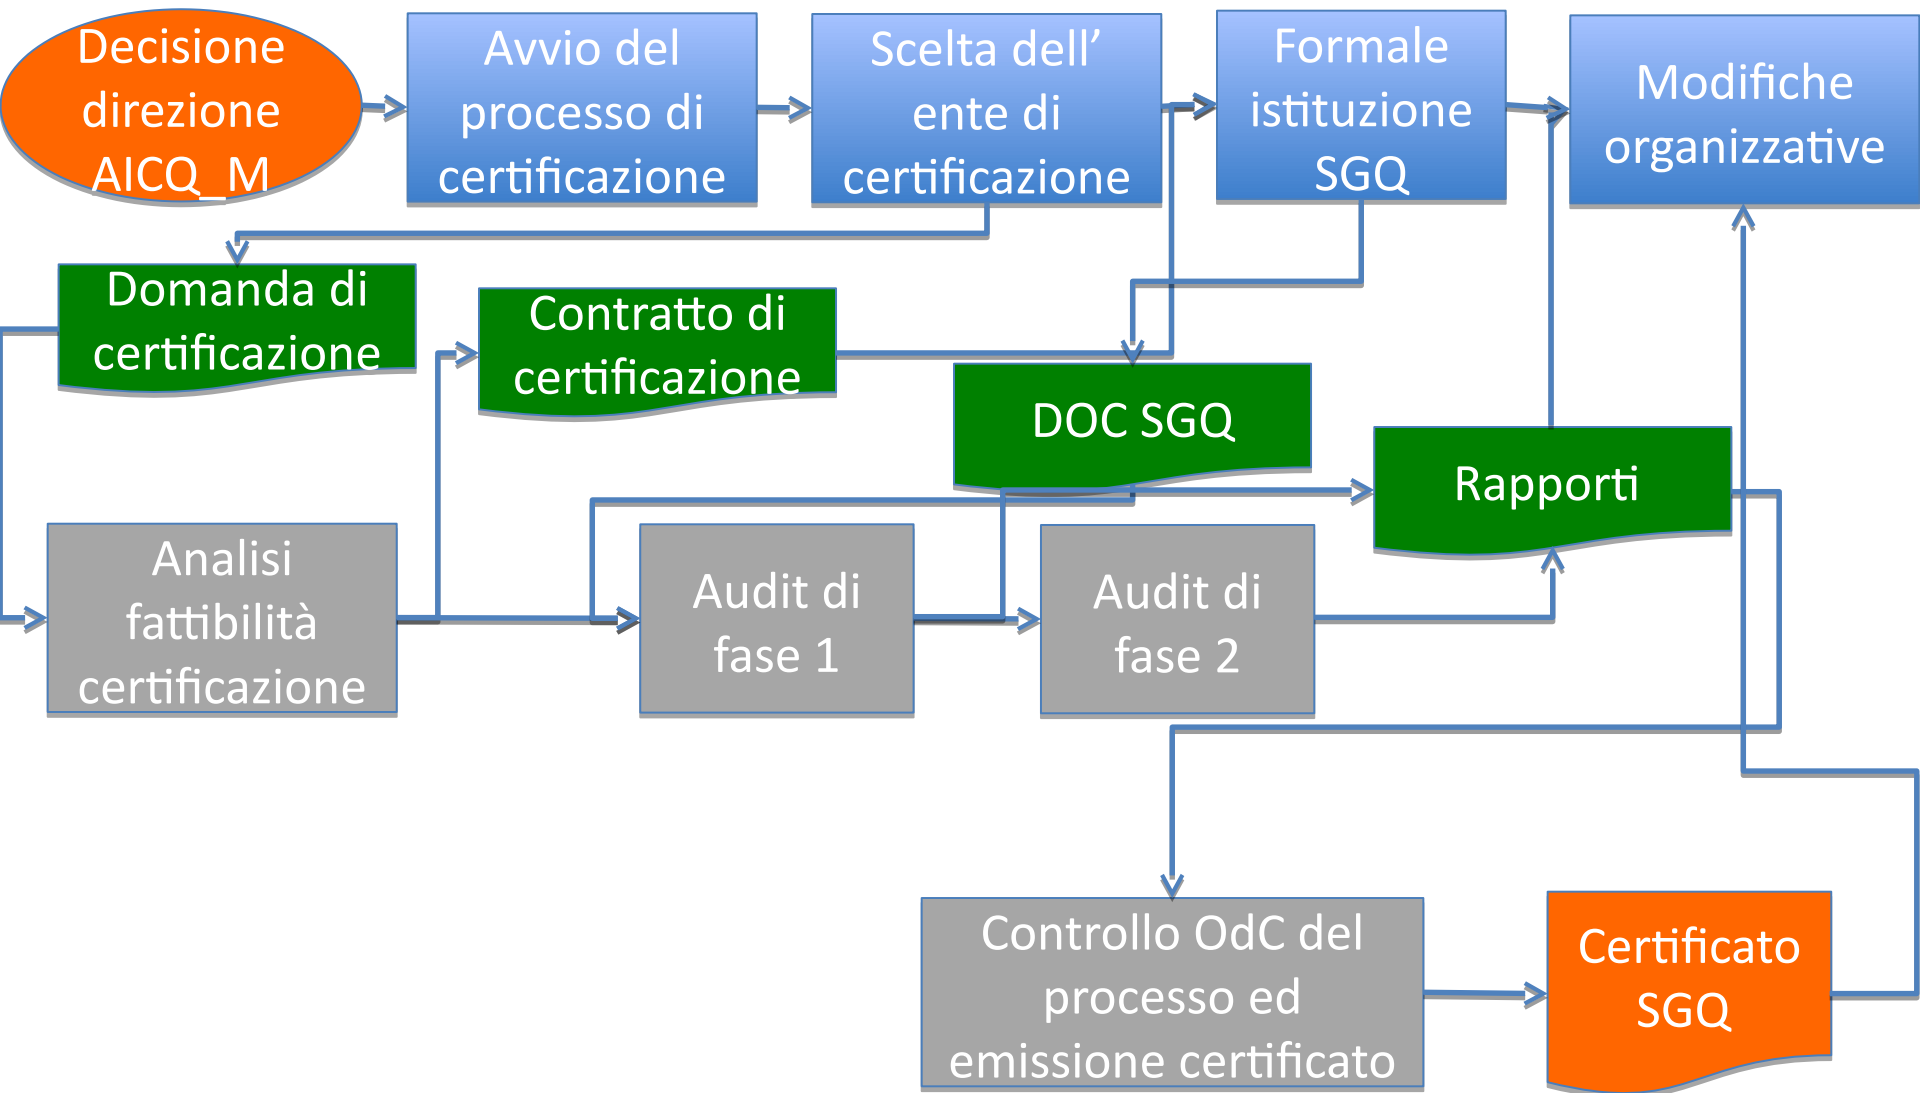 Decisione
direzione
AICQ_M
Avvio del
processo di
certificazione
Scelta dell’
ente di
certificazione
Formale
istituzione
SGQ
Modifiche
organizzative
Domanda di
certificazione
Contratto di
certificazione
DOC SGQ
Rapporti
Analisi
fattibilità
certificazione
Audit di
fase 1
Audit di
fase 2
Controllo OdC del
processo ed
emissione certificato
Certificato
SGQ